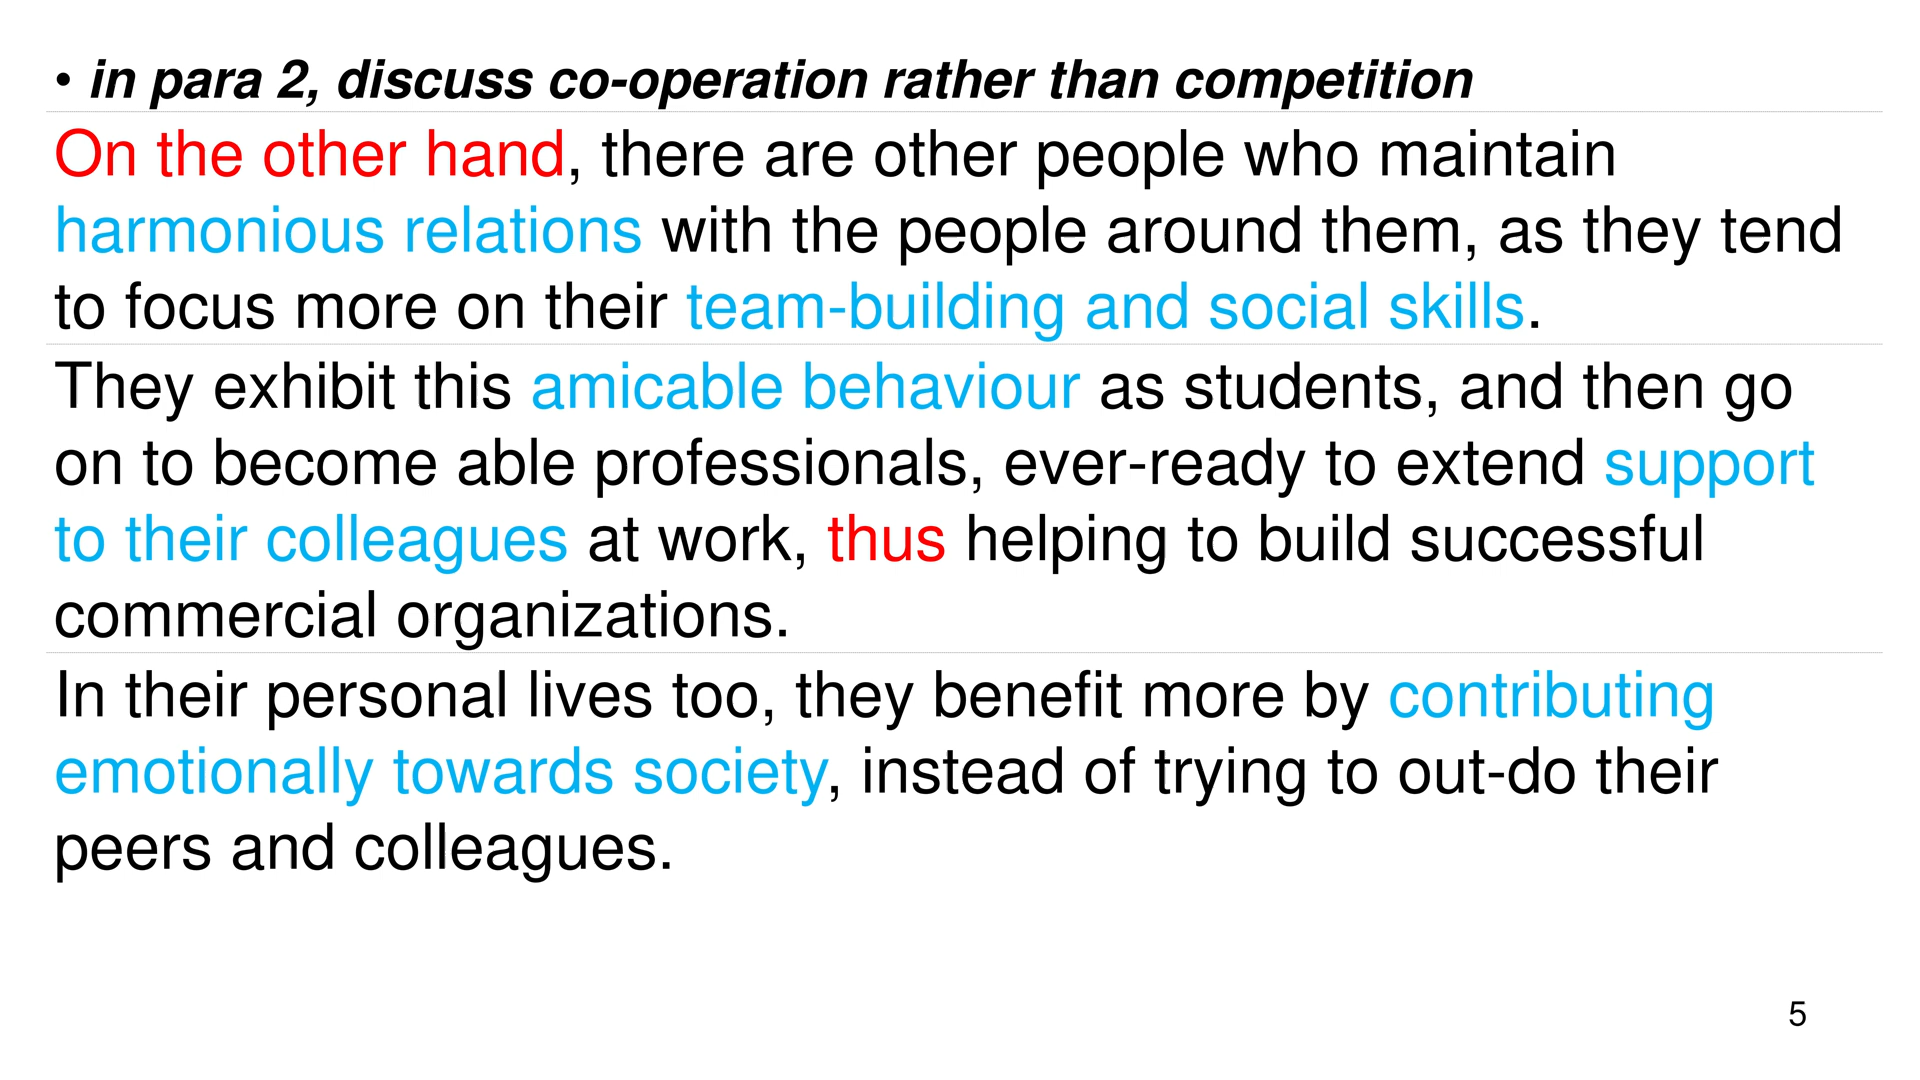 • in para 2, discuss co-operation rather than competition
On the other hand, there are other people who maintain
harmonious relations with the people around them, as they tend
to focus more on their team-building and social skills.
They exhibit this amicable behaviour as students, and then go
on to become able professionals, ever-ready to extend support
to their colleagues at work, thus helping to build successful
commercial organizations.
In their personal lives too, they benefit more by contributing
emotionally towards society, instead of trying to out-do their
peers and colleagues.
5